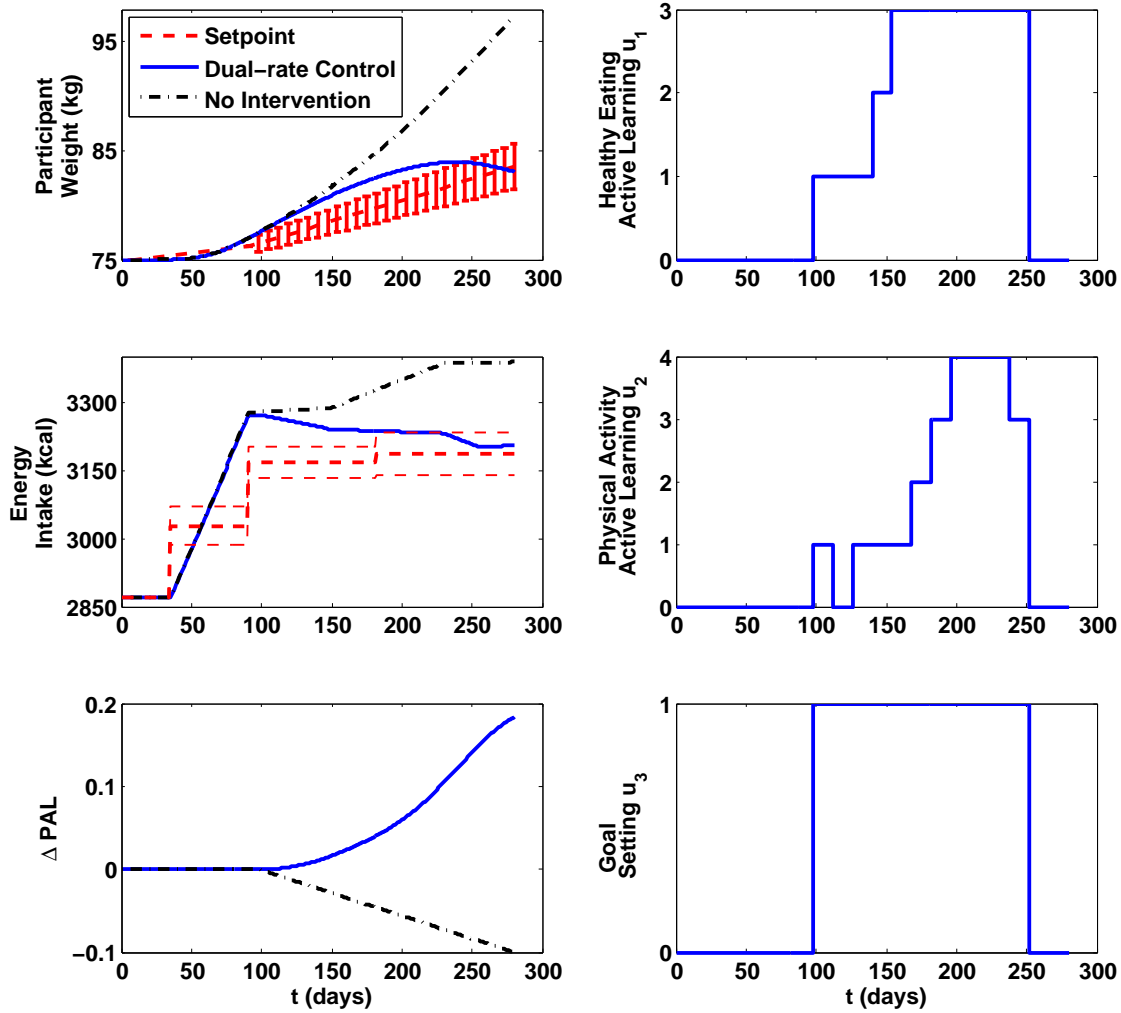 Setpoint
Dual-rate Control
No Intervention
Participant
Weight (kg)
95
85
75
0 50 100 150 200 250 300
Healthy Eating
Active Learning u1
3
2
1
0
0 50 100 150 200 250 300
Energy
Intake (kcal)
3300
3150
3000
2850
0 50 100 150 200 250 300
Physical Activity
Active Learning u2
4
3
2
1
0
0 50 100 150 200 250 300
Δ PAL
0.2
0.1
0
−0.1
0 50 100 150 200 250 300
t (days)
Goal
Setting u3
1
0
0 50 100 150 200 250 300
t (days)